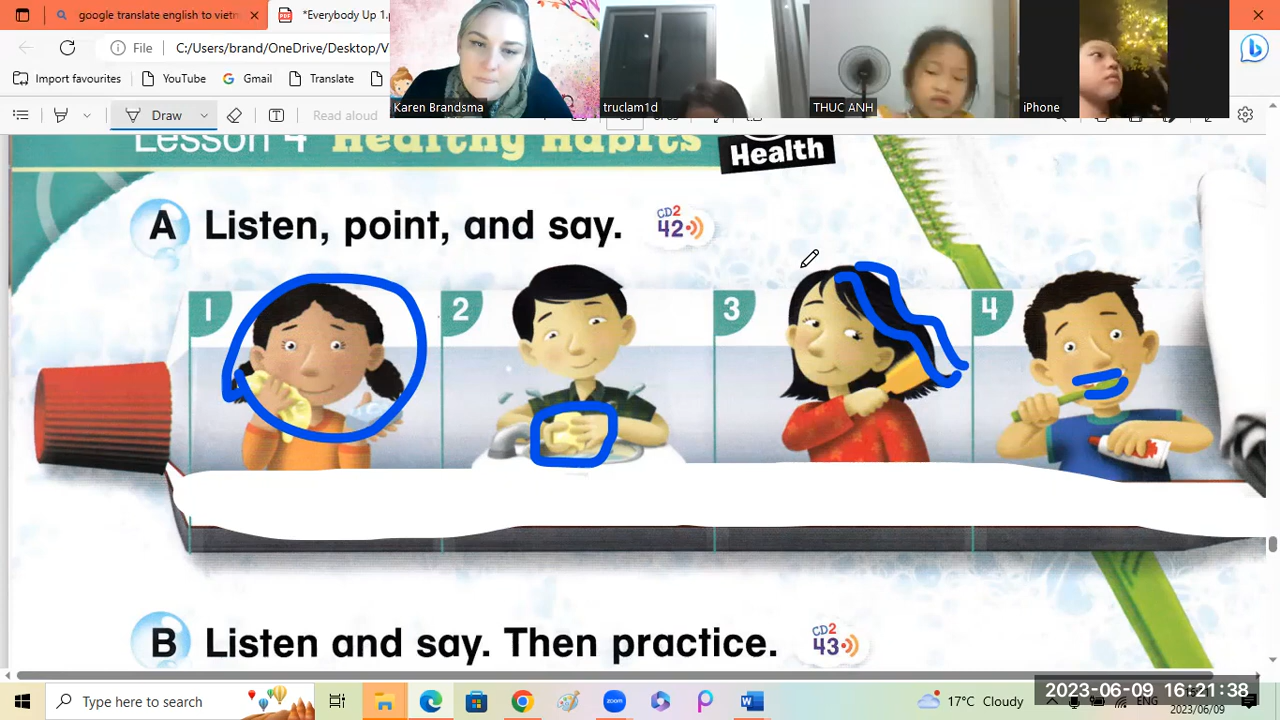 google translate english to vietn
*Everybody Up 1.p
File
C:/Users/brand/OneDrive/Desktop/V
Import favourites
YouTube
Gmail
Translate
Draw
Read aloud
Karen Brandsma
truclam1d
THUC ANH
iPhone
Lesson 4 Healthy Habits
Health
A Listen, point, and say. CD2 42
1
2
3
4
B Listen and say. Then practice. CD2 43
Type here to search
17°C Cloudy
2023-06-09 16:21:38
2023/06/09